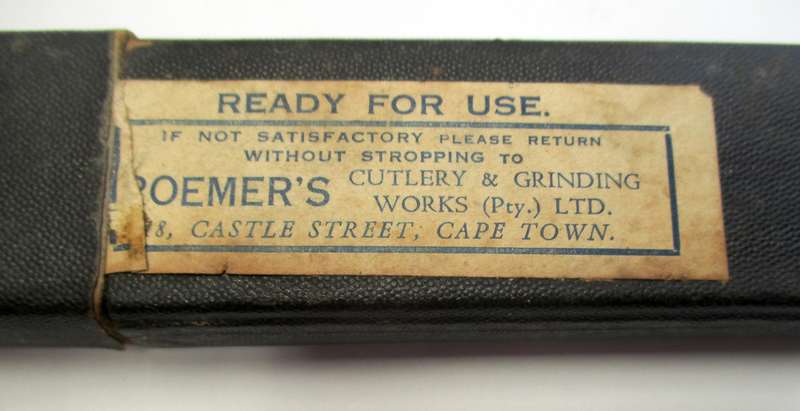 READY FOR USE.
IF NOT SATISFACTORY PLEASE RETURN
WITHOUT STROPPING TO
ROEMER'S CUTLERY & GRINDING
WORKS (Pty.) LTD.
CASTLE STREET, CAPE TOWN.